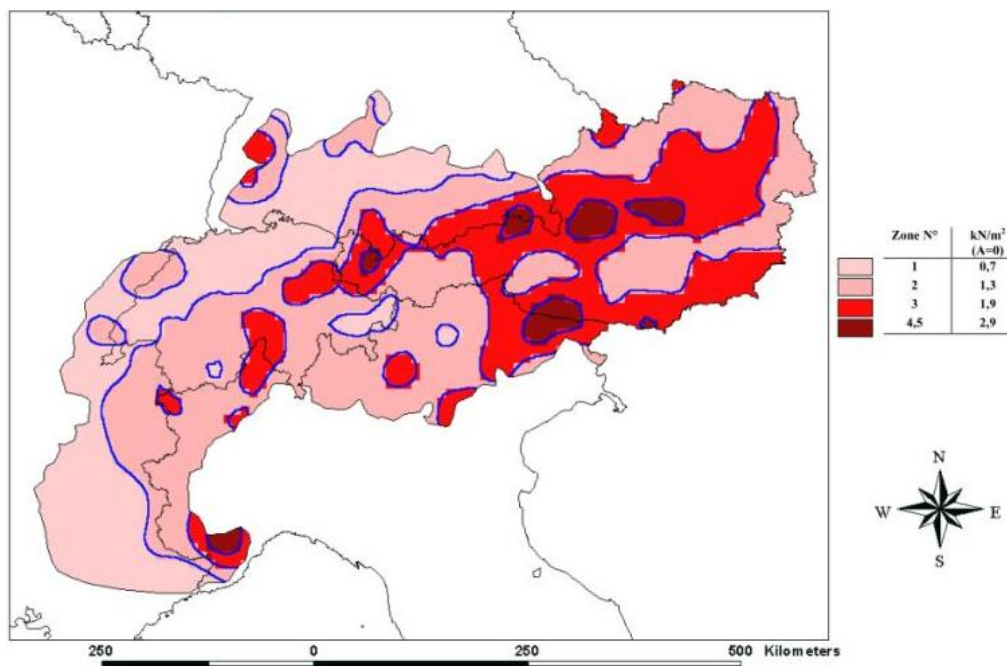 Zone N° kN/m²
(A=0)
1 0,7
2 1,3
3 1,9
4,5 2,9
N
W E
S
250 0 250 500 Kilometers